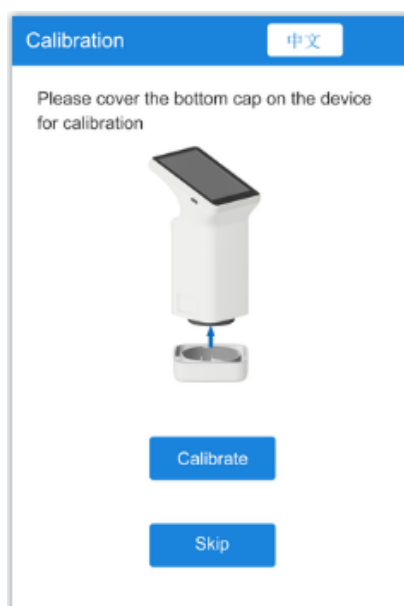 Calibration
中文
Please cover the bottom cap on the device
for calibration
Calibrate
Skip